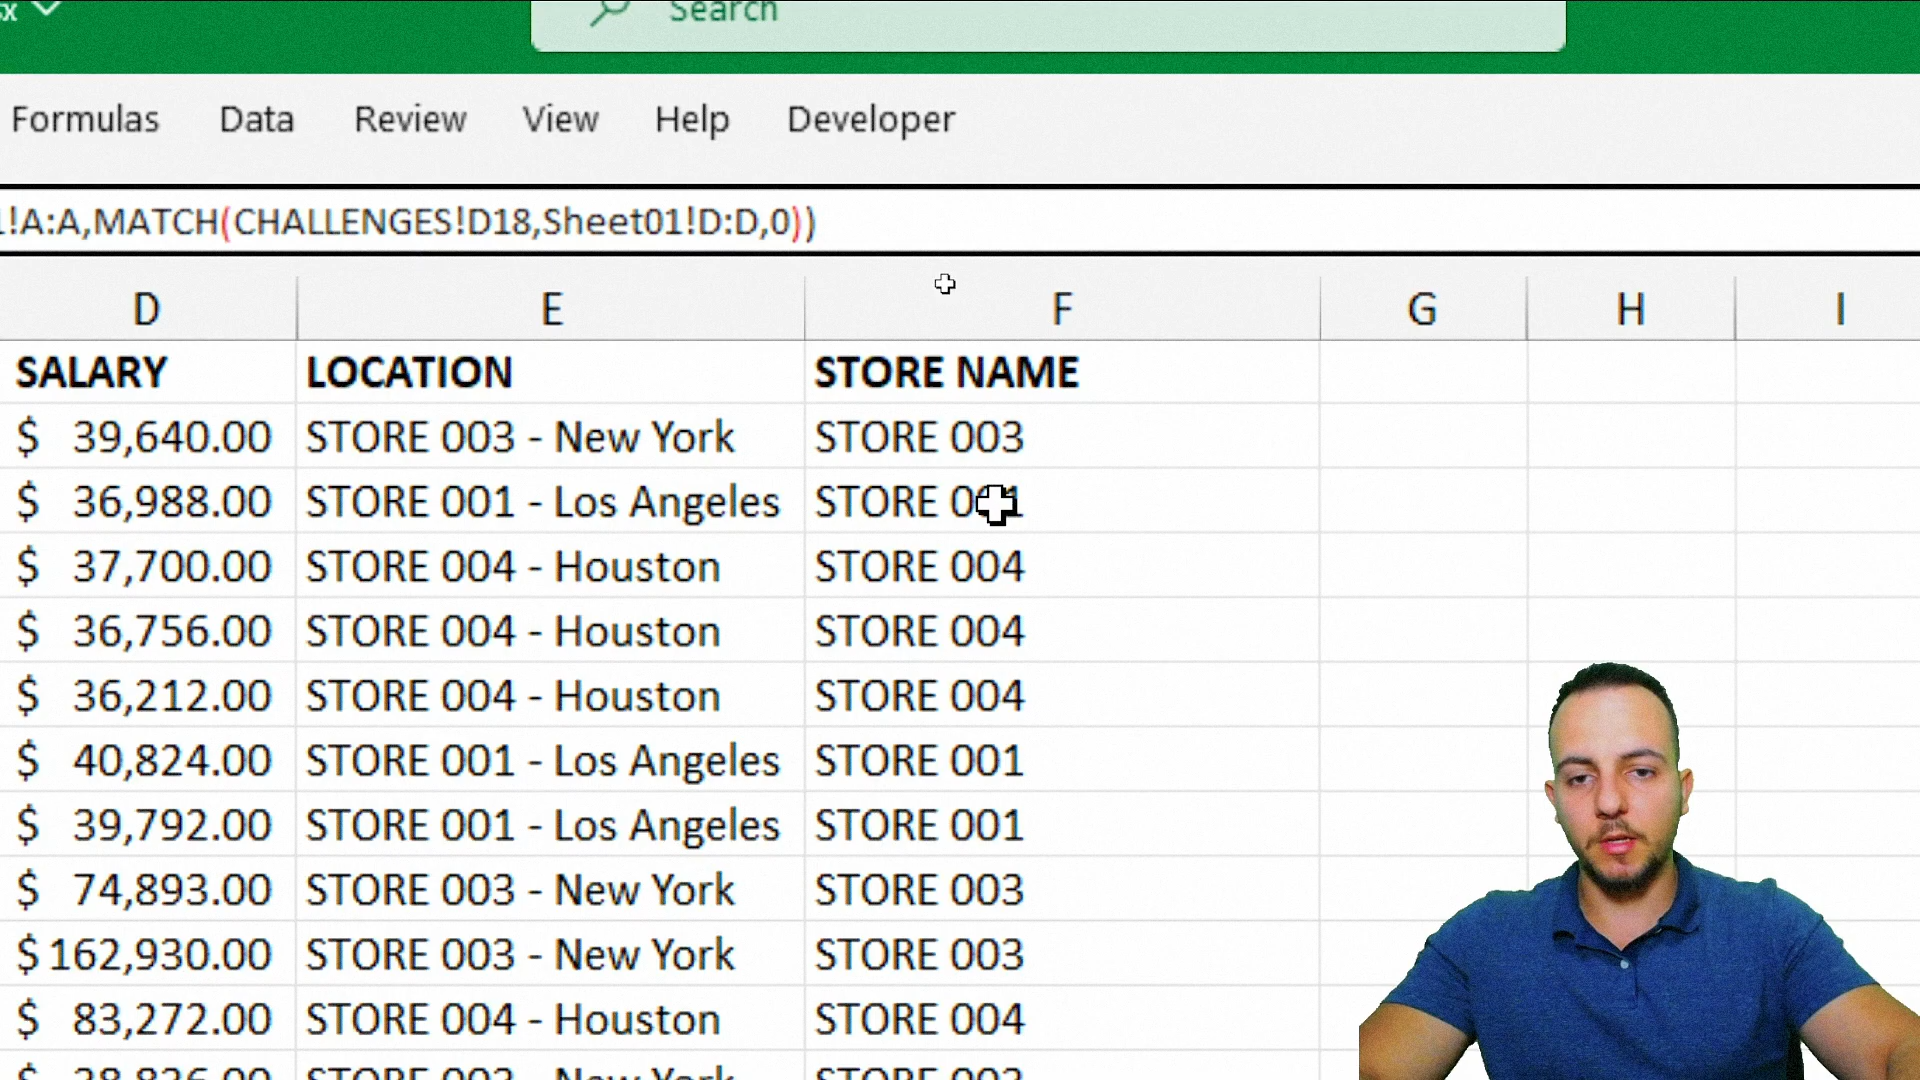 Search
Formulas Data Review View Help Developer
!A:A,MATCH(CHALLENGES!D18,Sheet01!D:D,0))
D E F G H I
SALARY LOCATION STORE NAME
$ 39,640.00 STORE 003 - New York STORE 003
$ 36,988.00 STORE 001 - Los Angeles STORE 001
$ 37,700.00 STORE 004 - Houston STORE 004
$ 36,756.00 STORE 004 - Houston STORE 004
$ 36,212.00 STORE 004 - Houston STORE 004
$ 40,824.00 STORE 001 - Los Angeles STORE 001
$ 39,792.00 STORE 001 - Los Angeles STORE 001
$ 74,893.00 STORE 003 - New York STORE 003
$ 162,930.00 STORE 003 - New York STORE 003
$ 83,272.00 STORE 004 - Houston STORE 004